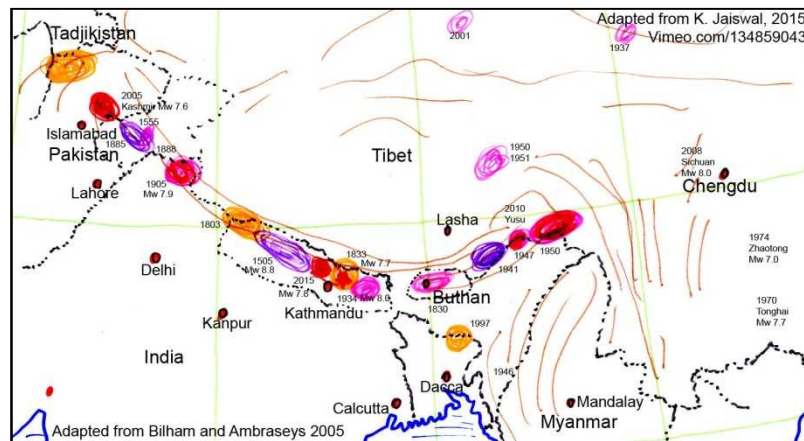 Adapted from K. Jaiswal, 2015
Vimeo.com/134859043
Tadjikistan
2001
1937
2005
Kashmir Mw 7.6
1555
Islamabad
1885
Pakistan
1888
Tibet
1950
1951
2008
Sichuan
Mw 8.0
Chengdu
Lahore
1905
Mw 7.9
1803
2010
Yusu
Lasha
1950
1947
1941
1974
Zhaotong
Mw 7.0
Delhi
1505
Mw 8.8
1833
Mw 7.7
2015
Mw 7.8
1934 Mw 8.0
Kathmandu
Buthan
1830
1970
Tonghai
Mw 7.7
Kanpur
1997
India
1946
Dacca
Calcutta
Mandalay
Myanmar
Adapted from Bilham and Ambraseys 2005